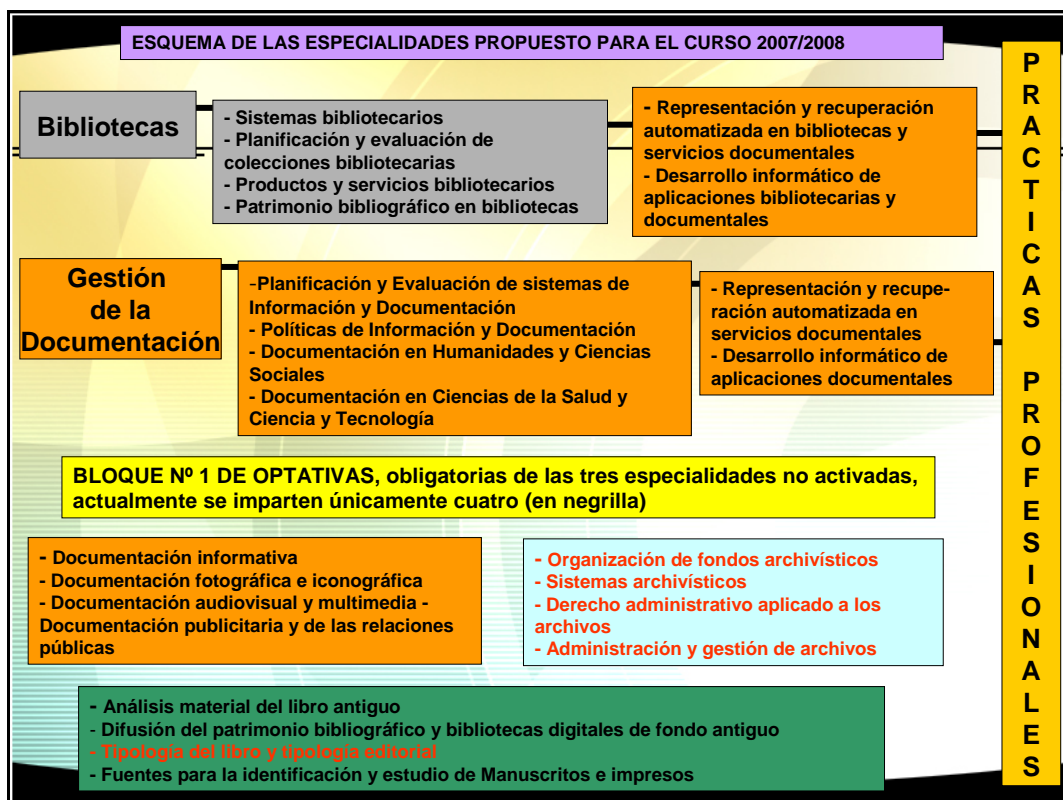 ESQUEMA DE LAS ESPECIALIDADES PROPUESTO PARA EL CURSO 2007/2008
Bibliotecas
- Sistemas bibliotecarios
- Planificación y evaluación de
colecciones bibliotecarias
- Productos y servicios bibliotecarios
- Patrimonio bibliográfico en bibliotecas
- Representación y recuperación
automatizada en bibliotecas y
servicios documentales
- Desarrollo informático de
aplicaciones bibliotecarias y
documentales
Gestión
de la
Documentación
-Planificación y Evaluación de sistemas de
Información y Documentación
- Políticas de Información y Documentación
- Documentación en Humanidades y Ciencias
Sociales
- Documentación en Ciencias de la Salud y
Ciencia y Tecnología
- Representación y recupe-
ración automatizada en
servicios documentales
- Desarrollo informático de
aplicaciones documentales
BLOQUE Nº 1 DE OPTATIVAS, obligatorias de las tres especialidades no activadas,
actualmente se imparten únicamente cuatro (en negrilla)
- Documentación informativa
- Documentación fotográfica e iconográfica
- Documentación audiovisual y multimedia -
Documentación publicitaria y de las relaciones
públicas
- Organización de fondos archivísticos
- Sistemas archivísticos
- Derecho administrativo aplicado a los
archivos
- Administración y gestión de archivos
- Análisis material del libro antiguo
- Difusión del patrimonio bibliográfico y bibliotecas digitales de fondo antiguo
- Tipología del libro y tipología editorial
- Fuentes para la identificación y estudio de Manuscritos e impresos
PRACTICAS PROFESIONALES